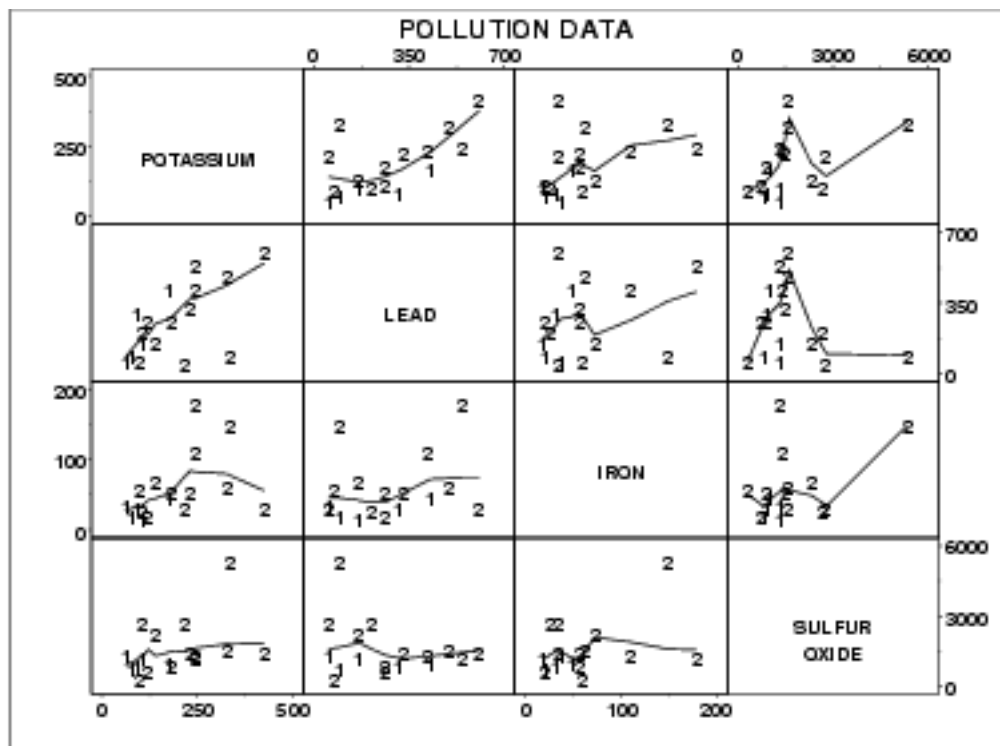 POLLUTION DATA
0 350 700 0 3000 6000
500
250
0
POTASSIUM
700
350
0
LEAD
200
100
0
IRON
6000
3000
0
SULFUR
OXIDE
0 250 500 0 100 200